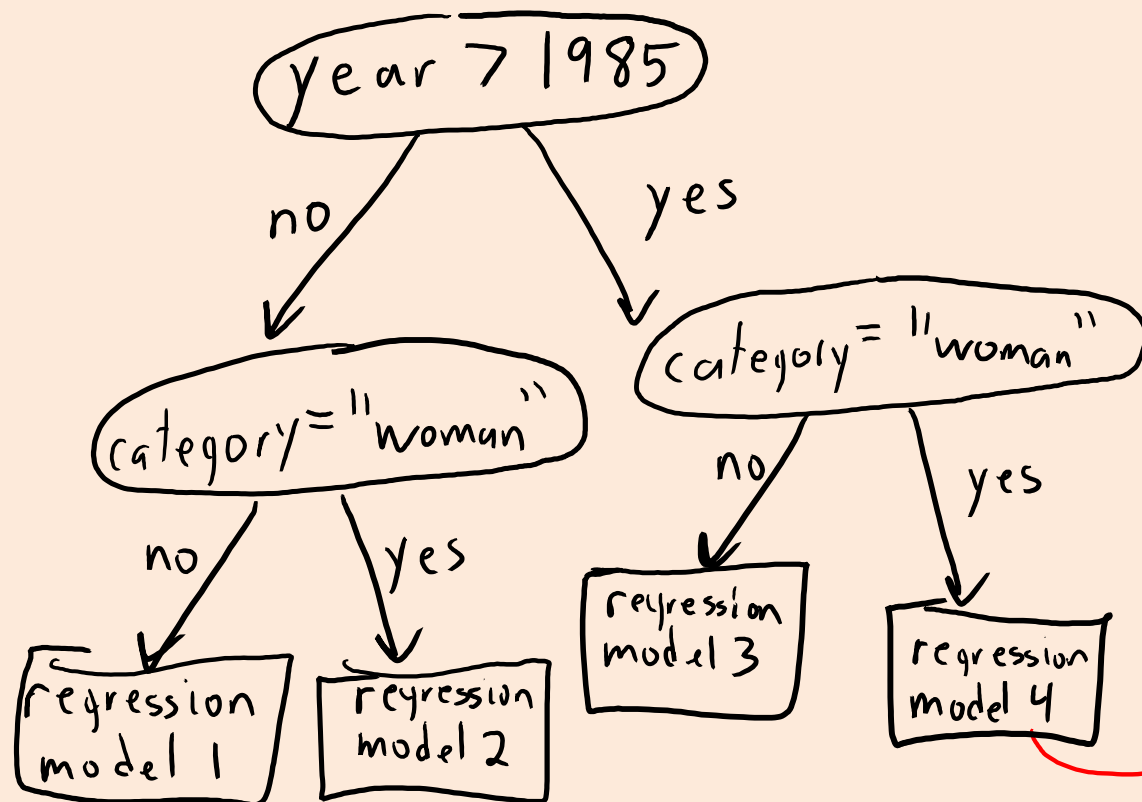 year > 1985
no
yes
category = "woman"
category = "woman"
no
yes
no
yes
regression
model 3
regression
model 4
regression
model 1
regression
model 2